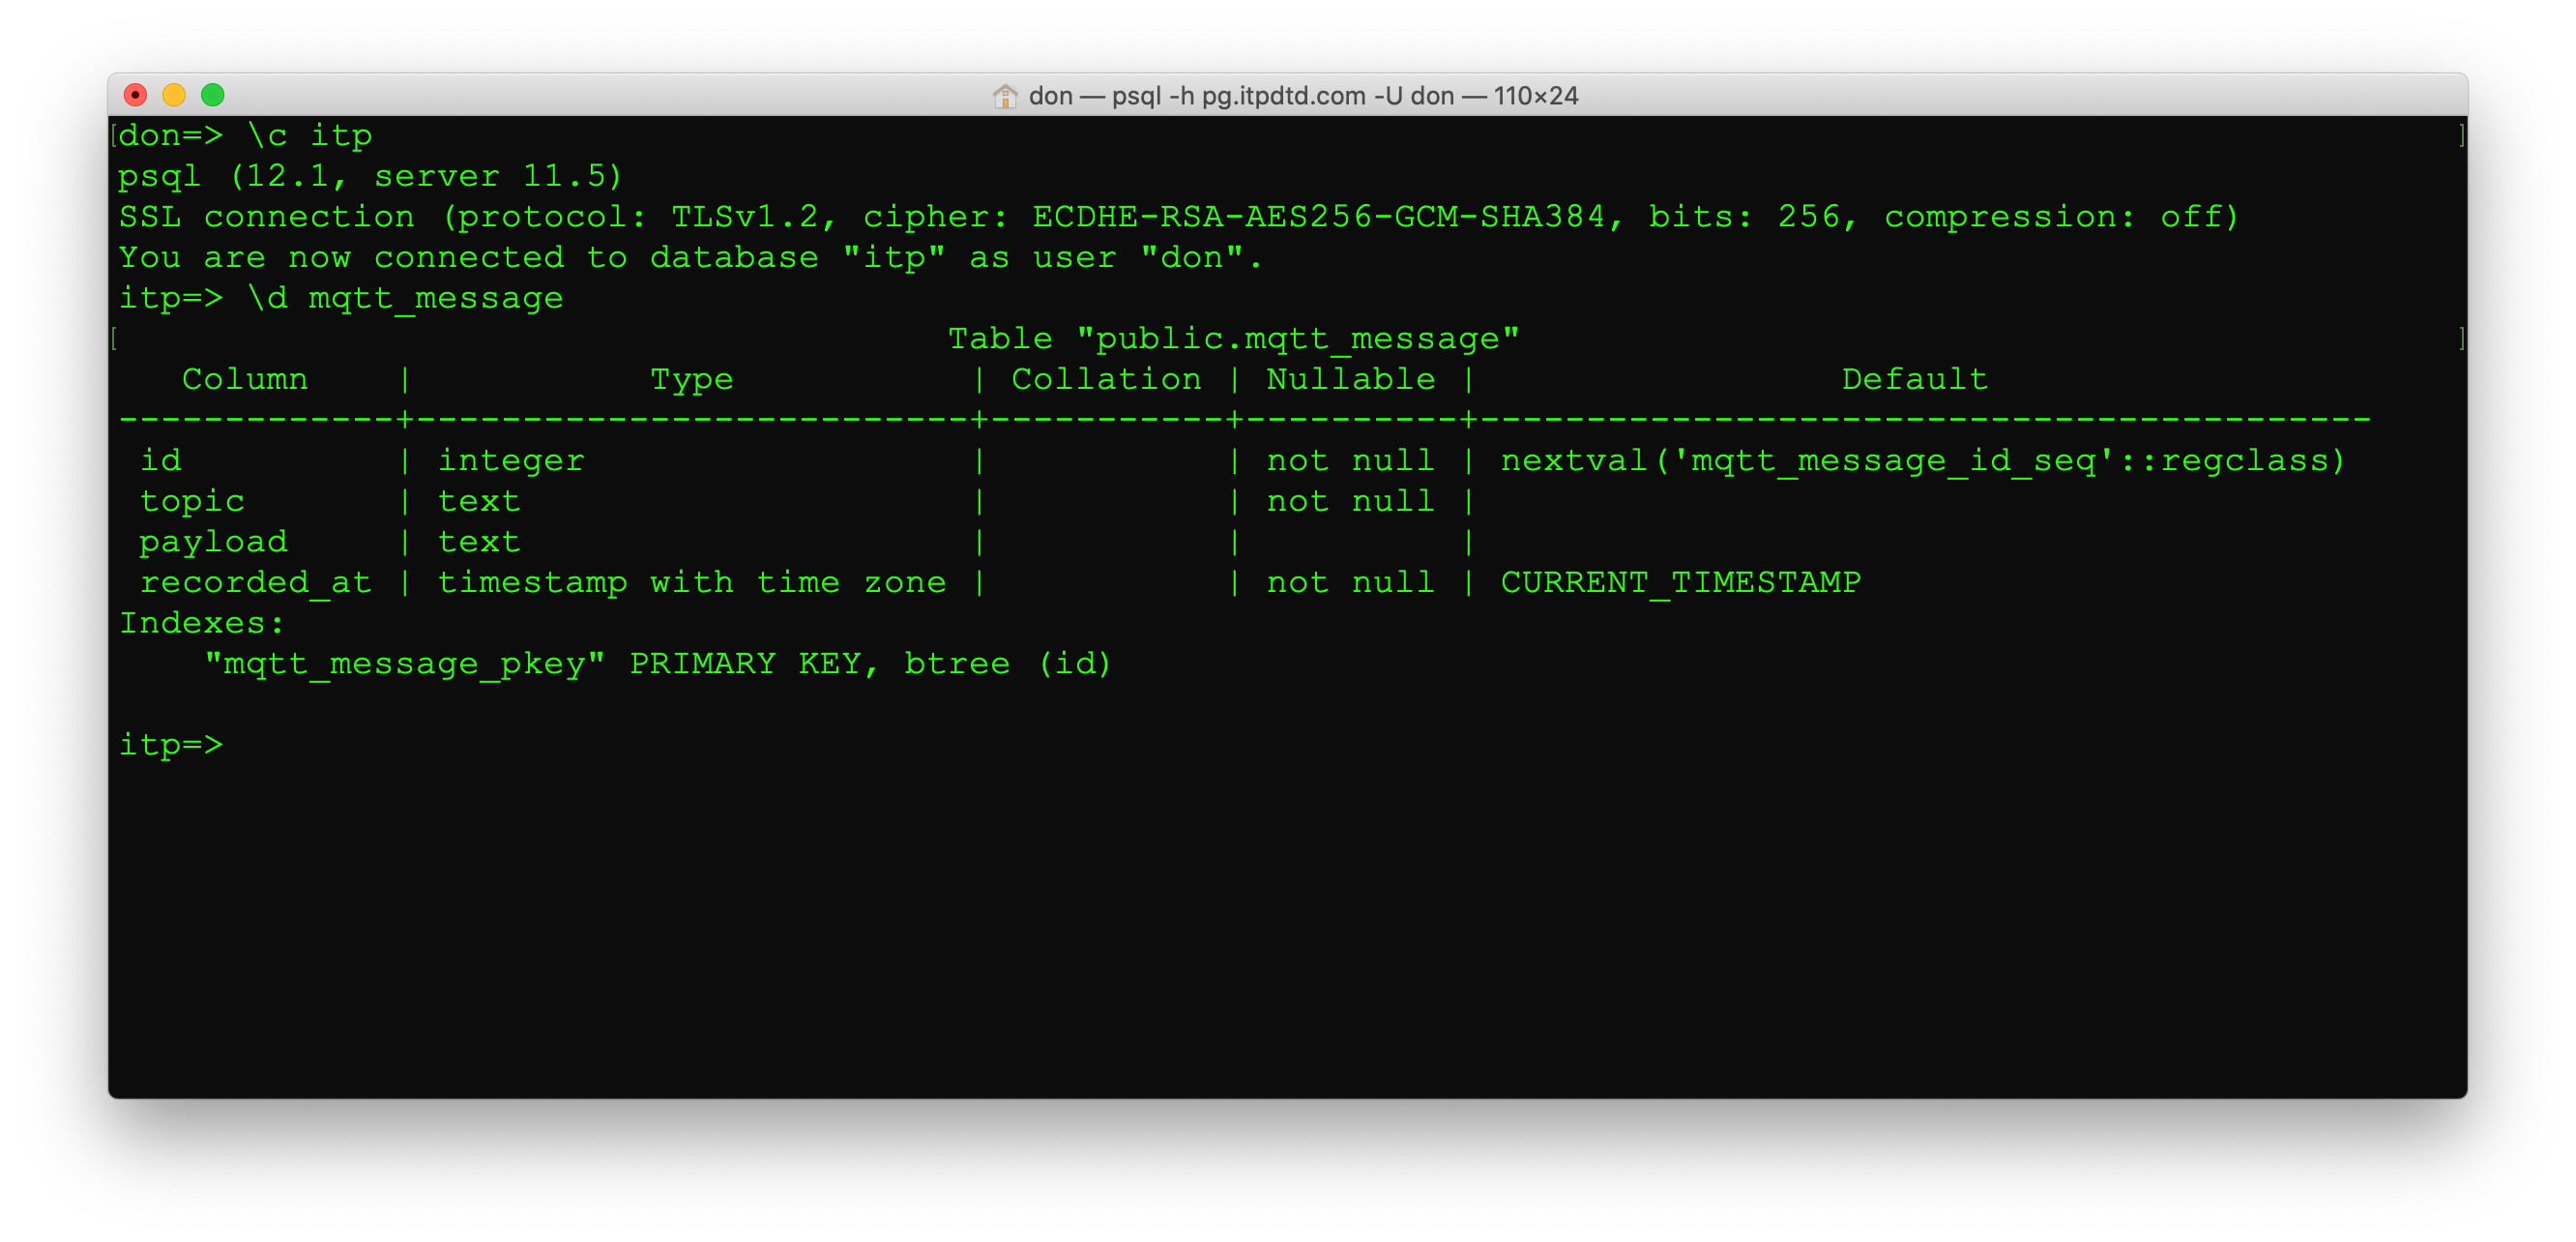 don — psql -h pg.itpdtd.com -U don — 110×24
[don=> \c itp ]
psql (12.1, server 11.5)
SSL connection (protocol: TLSv1.2, cipher: ECDHE-RSA-AES256-GCM-SHA384, bits: 256, compression: off)
You are now connected to database "itp" as user "don".
itp=> \d mqtt_message
[                                      Table "public.mqtt_message" ]
   Column    |           Type           | Collation | Nullable |                 Default
-------------+--------------------------+-----------+----------+------------------------------------------
 id          | integer                  |           | not null | nextval('mqtt_message_id_seq'::regclass)
 topic       | text                     |           | not null |
 payload     | text                     |           |          |
 recorded_at | timestamp with time zone |           | not null | CURRENT_TIMESTAMP
Indexes:
    "mqtt_message_pkey" PRIMARY KEY, btree (id)
itp=>